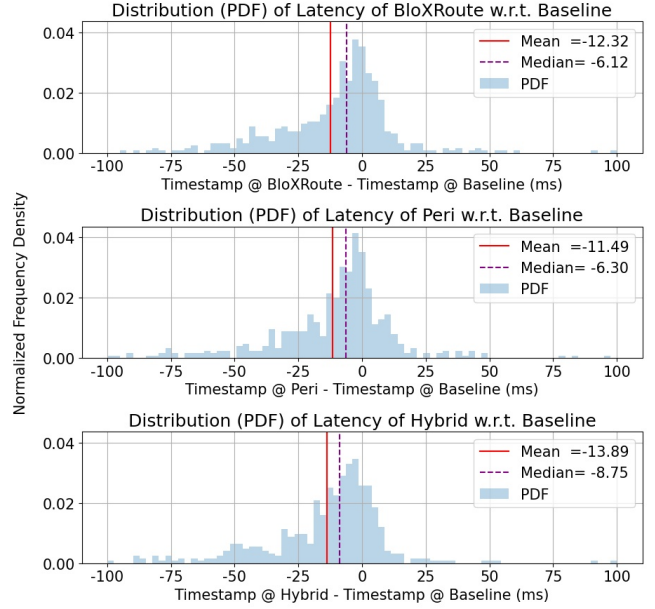 Distribution (PDF) of Latency of BloXRoute w.r.t. Baseline
0.04
0.02
0.00
Mean =-12.32
Median= -6.12
PDF
-100 -75 -50 -25 0 25 50 75 100
Timestamp @ BloXRoute - Timestamp @ Baseline (ms)
Normalized Frequency Density
Distribution (PDF) of Latency of Peri w.r.t. Baseline
0.04
0.02
0.00
Mean =-11.49
Median= -6.30
PDF
-100 -75 -50 -25 0 25 50 75 100
Timestamp @ Peri - Timestamp @ Baseline (ms)
Distribution (PDF) of Latency of Hybrid w.r.t. Baseline
0.04
0.02
0.00
Mean =-13.89
Median= -8.75
PDF
-100 -75 -50 -25 0 25 50 75 100
Timestamp @ Hybrid - Timestamp @ Baseline (ms)